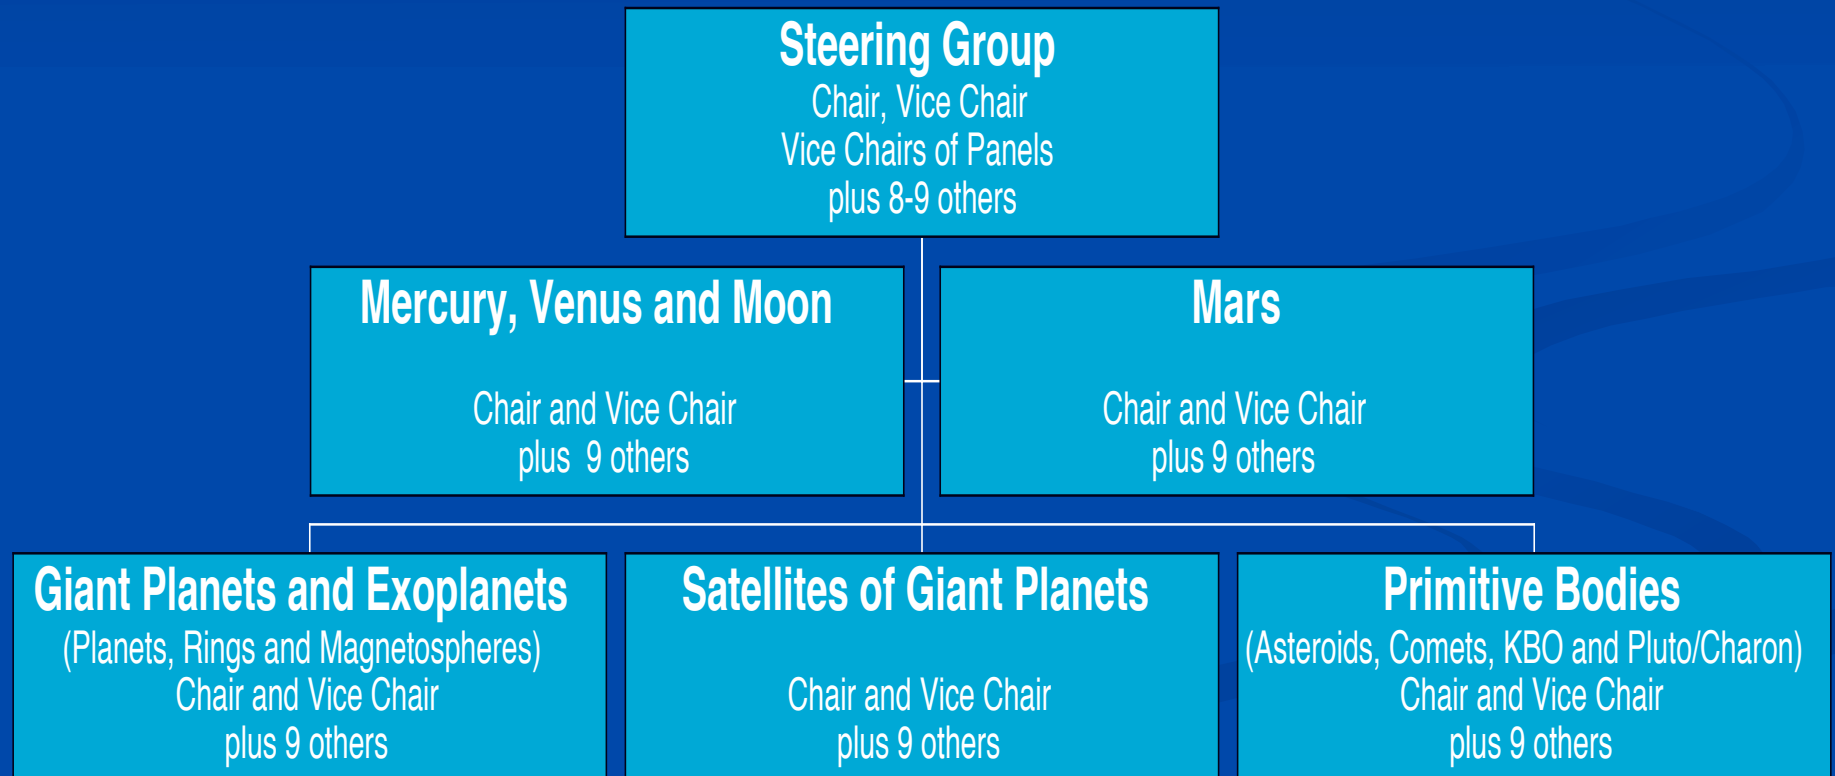 Steering Group
Chair, Vice Chair
Vice Chairs of Panels
plus 8-9 others
Mercury, Venus and Moon
Chair and Vice Chair
plus 9 others
Mars
Chair and Vice Chair
plus 9 others
Giant Planets and Exoplanets
(Planets, Rings and Magnetospheres)
Chair and Vice Chair
plus 9 others
Satellites of Giant Planets
Chair and Vice Chair
plus 9 others
Primitive Bodies
(Asteroids, Comets, KBO and Pluto/Charon)
Chair and Vice Chair
plus 9 others